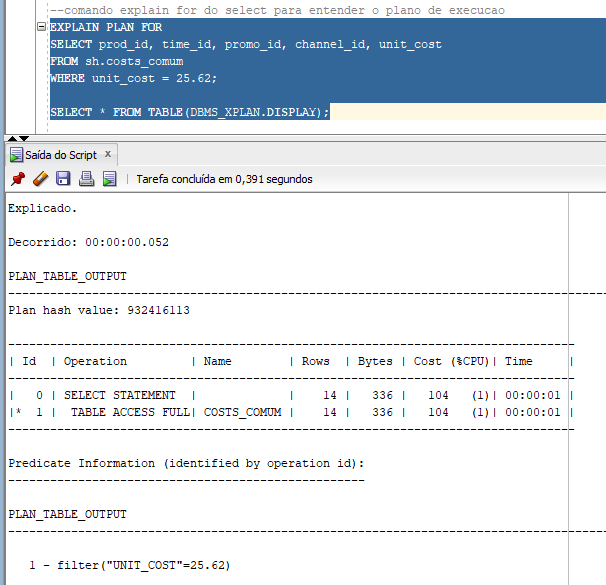 --comando explain for do select para entender o plano de execucao
EXPLAIN PLAN FOR
SELECT prod_id, time_id, promo_id, channel_id, unit_cost
FROM sh.costs_comum
WHERE unit_cost = 25.62;
SELECT * FROM TABLE(DBMS_XPLAN.DISPLAY);
Saída do Script x
Tarefa concluída em 0,391 segundos
Explicado.
Decorrido: 00:00:00.052
PLAN_TABLE_OUTPUT
--------------------------------------------------------------------------------------
Plan hash value: 932416113
---------------------------------------------------------------------------------
| Id | Operation | Name | Rows | Bytes | Cost (%CPU)| Time |
---------------------------------------------------------------------------------
| 0 | SELECT STATEMENT | | 14 | 336 | 104 (1)| 00:00:01 |
|* 1 | TABLE ACCESS FULL| COSTS_COMUM | 14 | 336 | 104 (1)| 00:00:01 |
---------------------------------------------------------------------------------
Predicate Information (identified by operation id):
---------------------------------------------------
PLAN_TABLE_OUTPUT
--------------------------------------------------------------------------------------
1 - filter("UNIT_COST"=25.62)